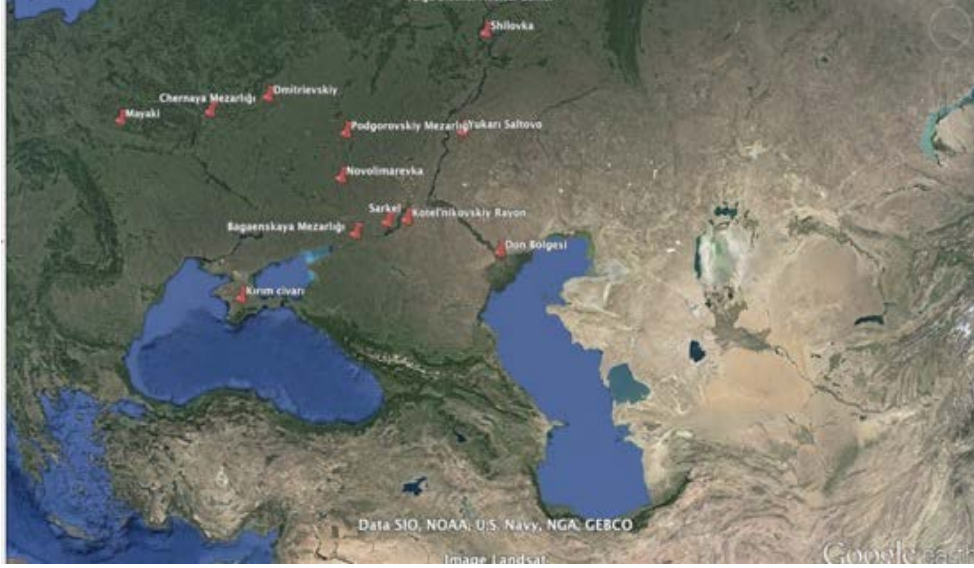 Shilovka
Dmitrievskiy
Chernaya Mezarlığı
Mayaki
Podgorovskiy Mezarlığı
Yukarı Saltovo
Novolimarevka
Sarkel
Kotel'nikovskiy Rayon
Bagaenskaya Mezarlığı
Don Bölgesi
Kırım civarı
Data SIO, NOAA, U.S. Navy, NGA, GEBCO
Image Landsat
Google earth